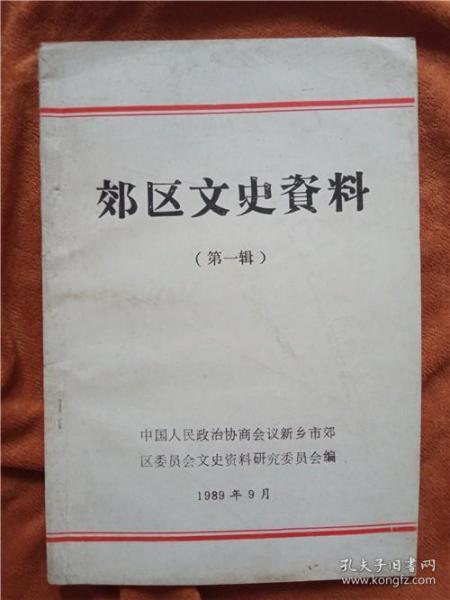 郊区文史資料
（第一辑）
中国人民政治协商会议新乡市郊
区委员会文史资料研究委员会编
1989年9月
孔夫子旧书网
www.kongfz.com